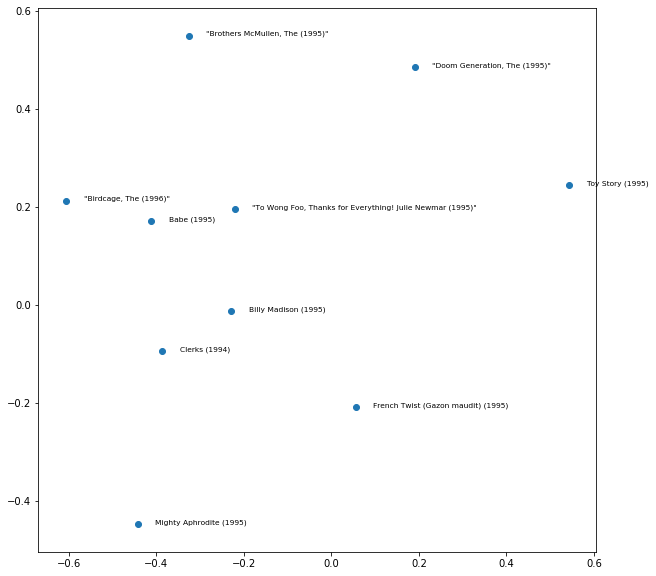 0.6
"Brothers McMullen, The (1995)"
"Doom Generation, The (1995)"
0.4
Toy Story (1995)
0.2
"Birdcage, The (1996)"
"To Wong Foo, Thanks for Everything! Julie Newmar (1995)"
Babe (1995)
0.0
Billy Madison (1995)
Clerks (1994)
−0.2
French Twist (Gazon maudit) (1995)
−0.4
Mighty Aphrodite (1995)
−0.6 −0.4 −0.2 0.0 0.2 0.4 0.6